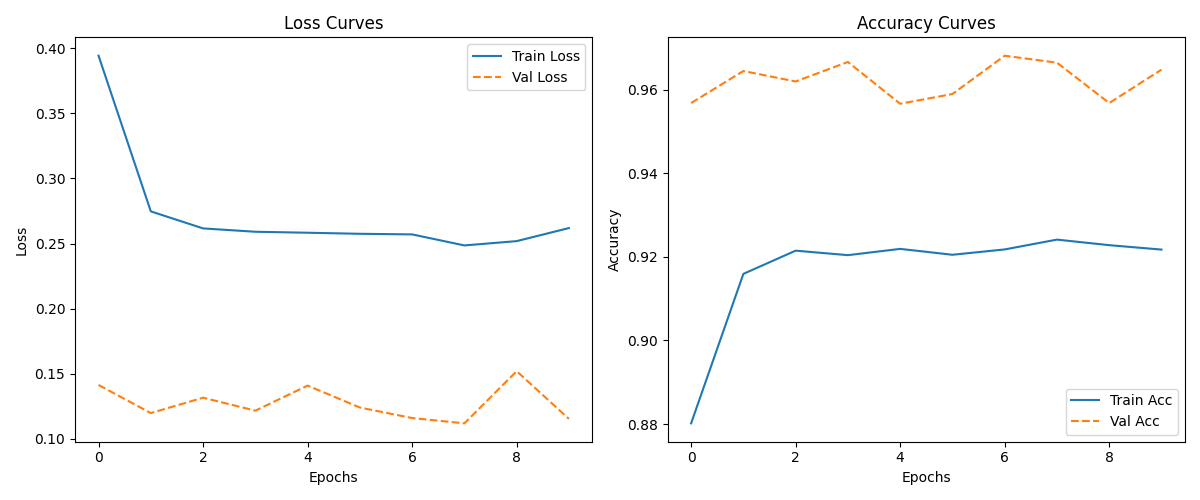 Loss Curves
0.40
0.35
0.30
0.25
0.20
0.15
0.10
Loss
0 2 4 6 8
Epochs
Train Loss
Val Loss
Accuracy Curves
0.96
0.94
0.92
0.90
0.88
Accuracy
0 2 4 6 8
Epochs
Train Acc
Val Acc